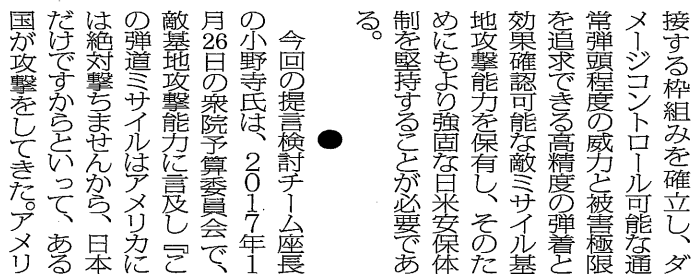 接する枠組みを確立し、ダ
メージコントロール可能な通
常弾頭程度の威力と被害極限
を追求できる高精度の弾着と
効果確認可能な敵ミサイル基
地攻撃能力を保有し、そのた
めにもより強固な日米安保体
制を堅持することが必要であ
る。
●
今回の提言検討チーム座長
の小野寺氏は、2017年1
月26日の衆院予算委員会で、
敵基地攻撃能力に言及し『こ
の弾道ミサイルはアメリカに
は絶対撃ちませんから、日本
だけですからといって、ある
国が攻撃をしてきた。アメリ